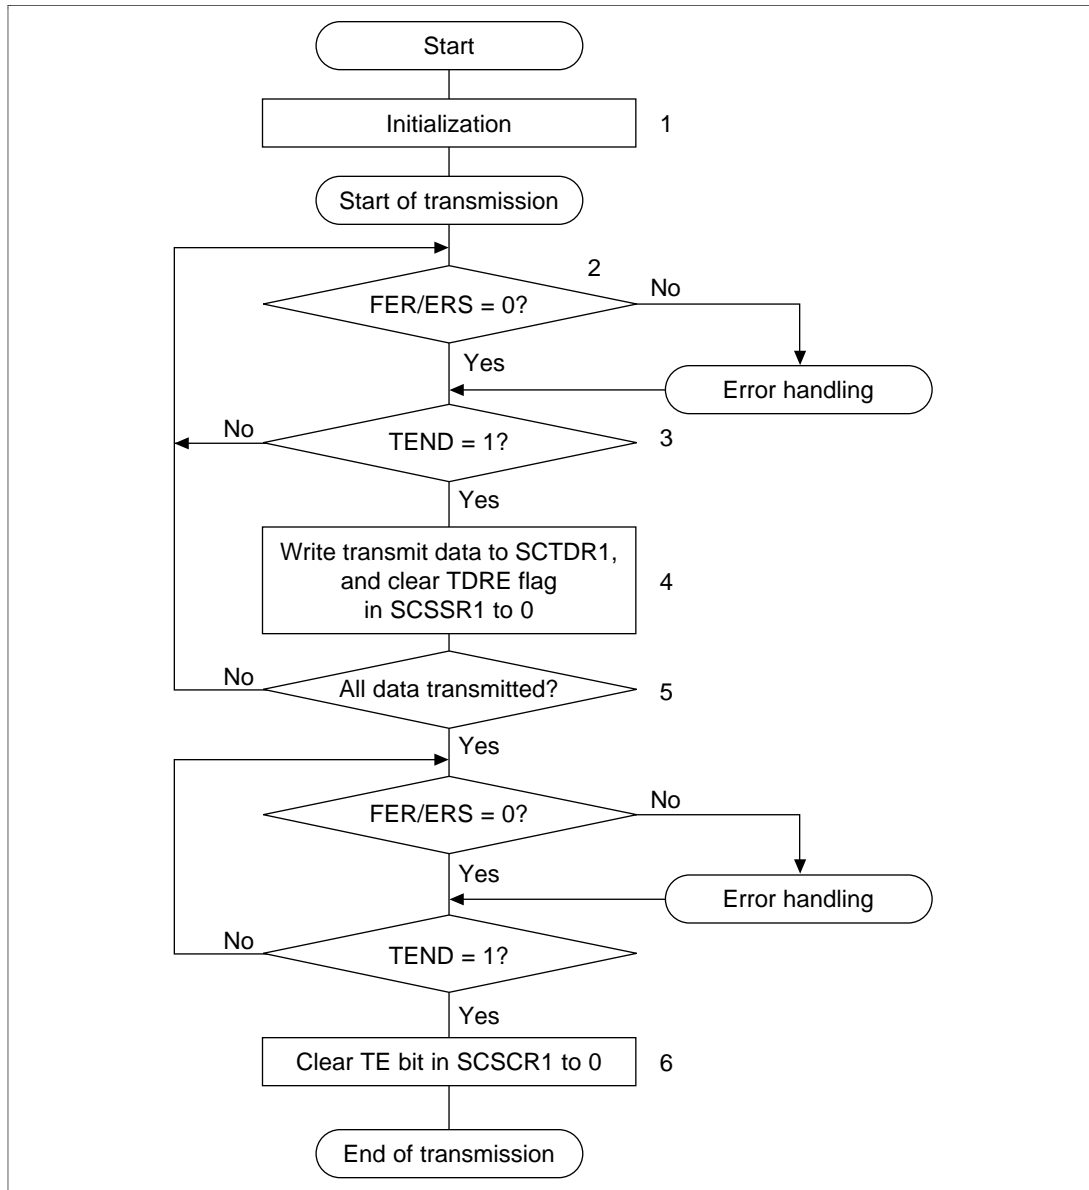 Start
Initialization 1
Start of transmission
2
FER/ERS = 0?
No
Yes
Error handling
No
TEND = 1?
3
Yes
Write transmit data to SCTDR1,
and clear TDRE flag
in SCSSR1 to 0
4
No
All data transmitted?
5
Yes
FER/ERS = 0?
No
Yes
Error handling
No
TEND = 1?
Yes
Clear TE bit in SCSCR1 to 0 6
End of transmission